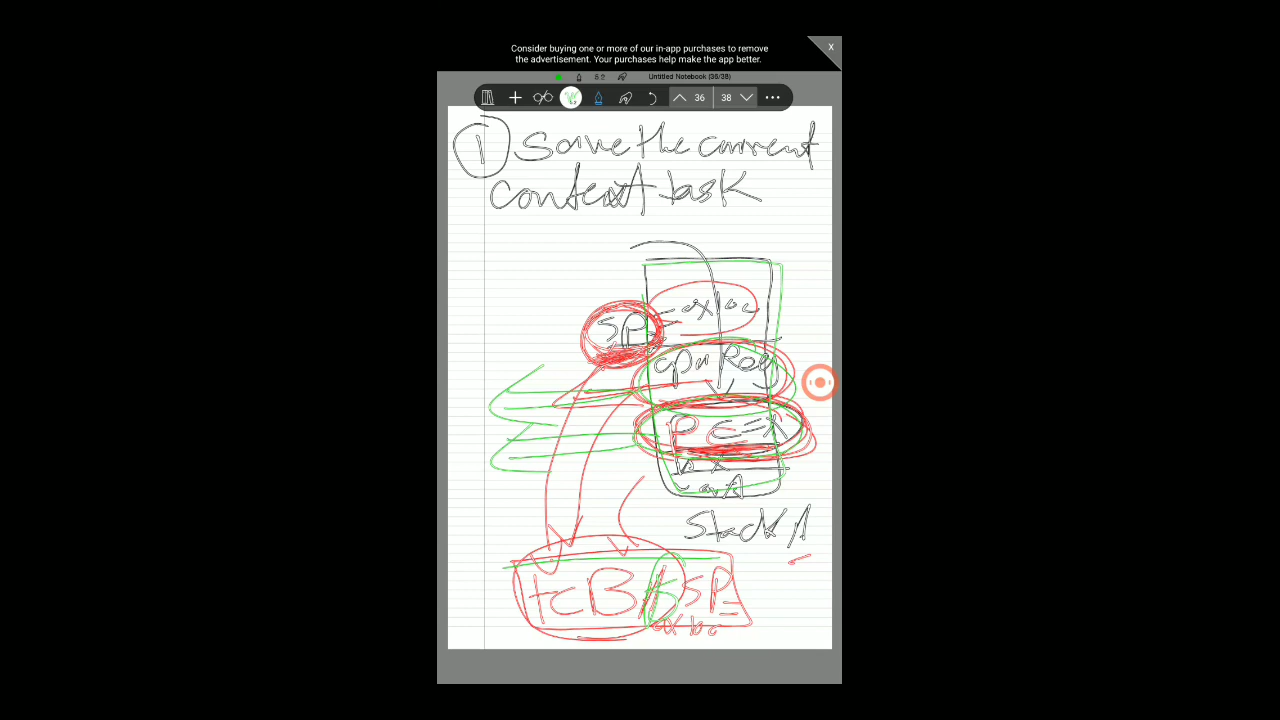 Consider buying one or more of our in-app purchases to remove
the advertisement. Your purchases help make the app better.
X
Untitled Notebook (36/38)
36 38
1 Save the current
context task
SP
CPU Reg
PC = X
Stack A
tCB A SP =